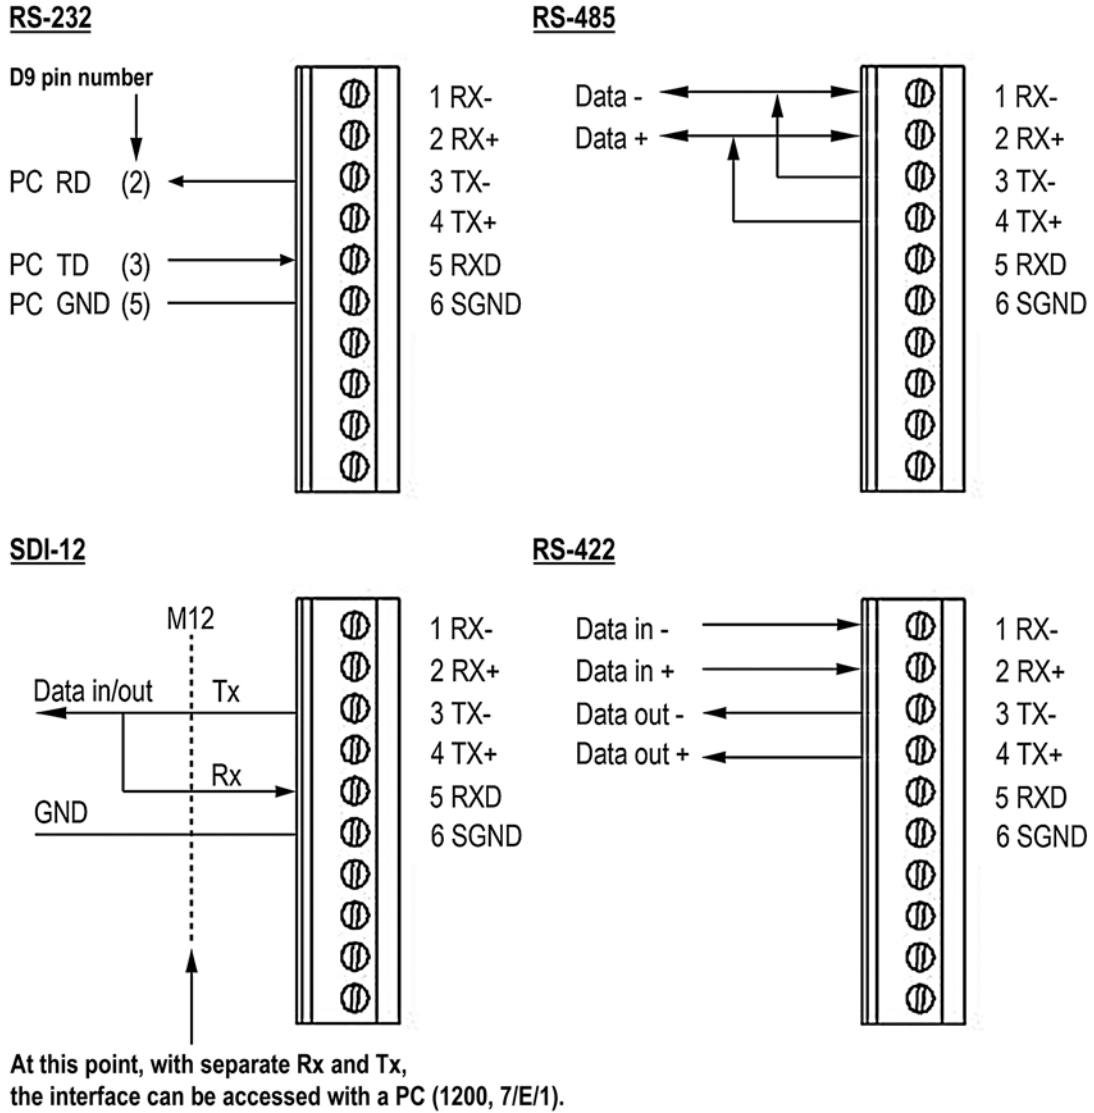 RS-232
D9 pin number
PC RD (2)
PC TD (3)
PC GND (5)
1 RX-
2 RX+
3 TX-
4 TX+
5 RXD
6 SGND
RS-485
Data -
Data +
1 RX-
2 RX+
3 TX-
4 TX+
5 RXD
6 SGND
SDI-12
M12
Data in/out
Tx
Rx
GND
1 RX-
2 RX+
3 TX-
4 TX+
5 RXD
6 SGND
At this point, with separate Rx and Tx,
the interface can be accessed with a PC (1200, 7/E/1).
RS-422
Data in -
Data in +
Data out -
Data out +
1 RX-
2 RX+
3 TX-
4 TX+
5 RXD
6 SGND